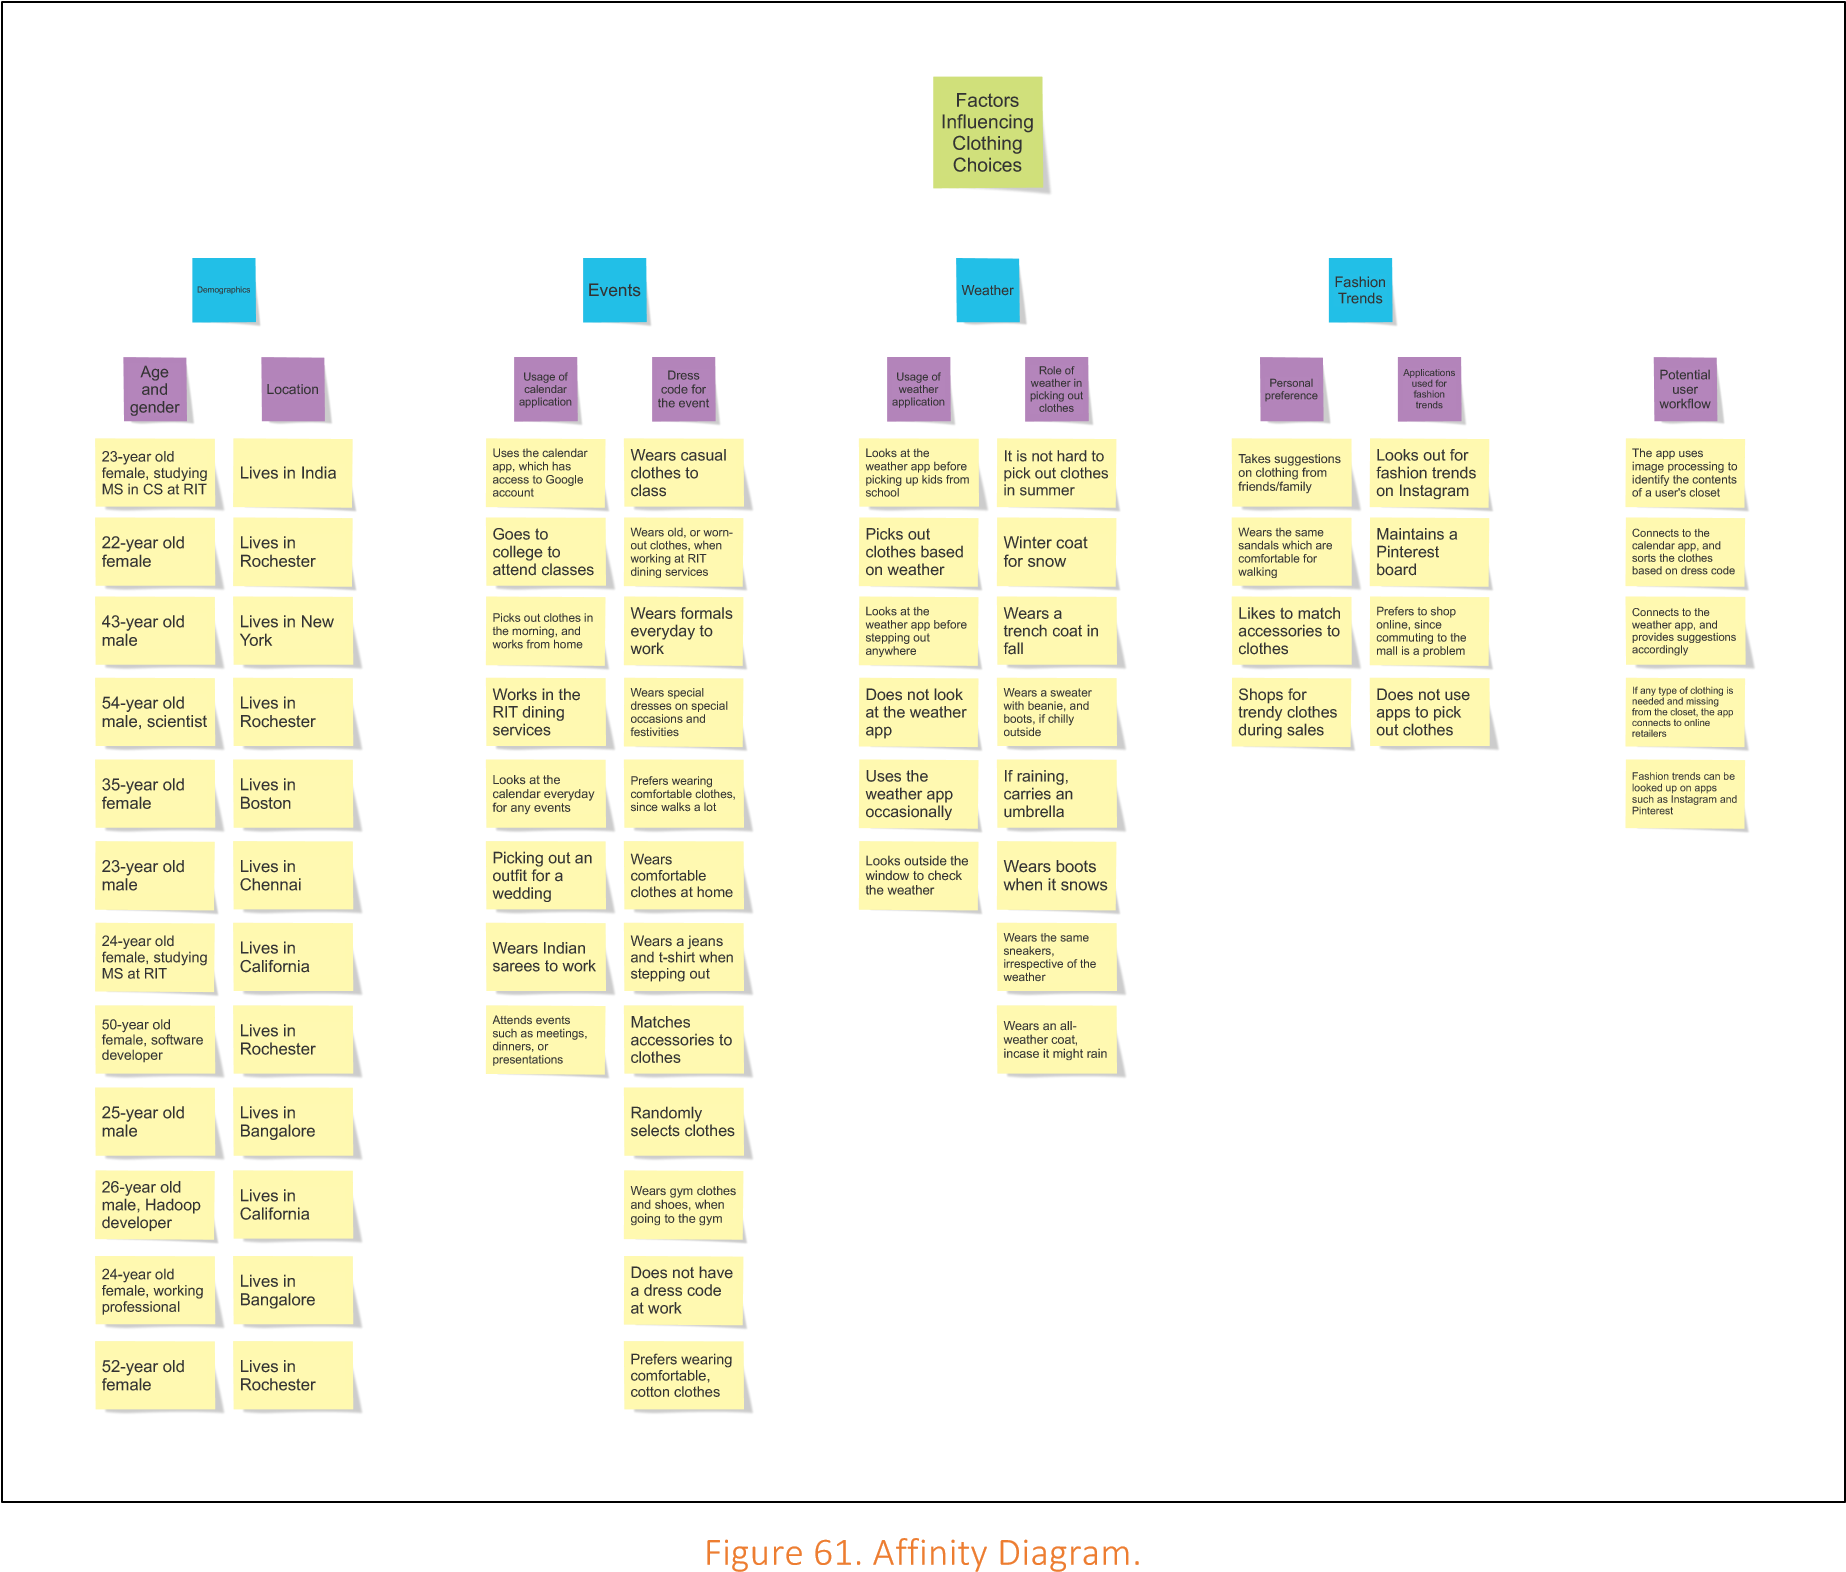 Factors
Influencing
Clothing
Choices
Demographics
Events
Weather
Fashion
Trends
Age
and
gender
Location
Usage of
calendar
application
Dress
code for
the event
Usage of
weather
application
Role of
weather in
picking out
clothes
Personal
preference
Applications
used for
fashion
trends
Potential
user
workflow
23-year old
female, studying
MS in CS at RIT
22-year old
female
43-year old
male
54-year old
male, scientist
35-year old
female
23-year old
male
24-year old
female, studying
MS at RIT
50-year old
female, software
developer
25-year old
male
26-year old
male, Hadoop
developer
24-year old
female, working
professional
52-year old
female
Lives in India
Lives in
Rochester
Lives in New
York
Lives in
Rochester
Lives in
Boston
Lives in
Chennai
Lives in
California
Lives in
Rochester
Lives in
Bangalore
Lives in
California
Lives in
Bangalore
Lives in
Rochester
Uses the calendar
app, which has
access to Google
account
Goes to
college to
attend classes
Picks out clothes in
the morning, and
works from home
Works in the
RIT dining
services
Looks at the
calendar everyday
for any events
Picking out an
outfit for a
wedding
Wears Indian
sarees to work
Attends events
such as meetings,
dinners, or
presentations
Wears casual
clothes to
class
Wears old, or worn-
out clothes, when
working at RIT
dining services
Wears formals
everyday to
work
Wears special
dresses on special
occasions and
festivities
Prefers wearing
comfortable clothes,
since walks a lot
Wears
comfortable
clothes at home
Wears a jeans
and t-shirt when
stepping out
Matches
accessories to
clothes
Randomly
selects clothes
Wears gym clothes
and shoes, when
going to the gym
Does not have
a dress code
at work
Prefers wearing
comfortable,
cotton clothes
Looks at the
weather app before
picking up kids from
school
Picks out
clothes based
on weather
Looks at the
weather app before
stepping out
anywhere
Does not look
at the weather
app
Uses the
weather app
occasionally
Looks outside the
window to check
the weather
It is not hard to
pick out clothes
in summer
Winter coat
for snow
Wears a
trench coat in
fall
Wears a sweater
with beanie, and
boots, if chilly
outside
If raining,
carries an
umbrella
Wears boots
when it snows
Wears the same
sneakers,
irrespective of the
weather
Wears an all-
weather coat,
incase it might rain
Takes suggestions
on clothing from
friends/family
Wears the same
sandals which are
comfortable for
walking
Likes to match
accessories to
clothes
Shops for
trendy clothes
during sales
Looks out for
fashion trends
on Instagram
Maintains a
Pinterest
board
Prefers to shop
online, since
commuting to the
mall is a problem
Does not use
apps to pick
out clothes
The app uses
image processing to
identify the contents
of a user's closet
Connects to the
calendar app, and
sorts the clothes
based on dress code
Connects to the
weather app, and
provides suggestions
accordingly
If any type of clothing is
needed and missing
from the closet, the app
connects to online
retailers
Fashion trends can be
looked up on apps
such as Instagram and
Pinterest
Figure 61. Affinity Diagram.